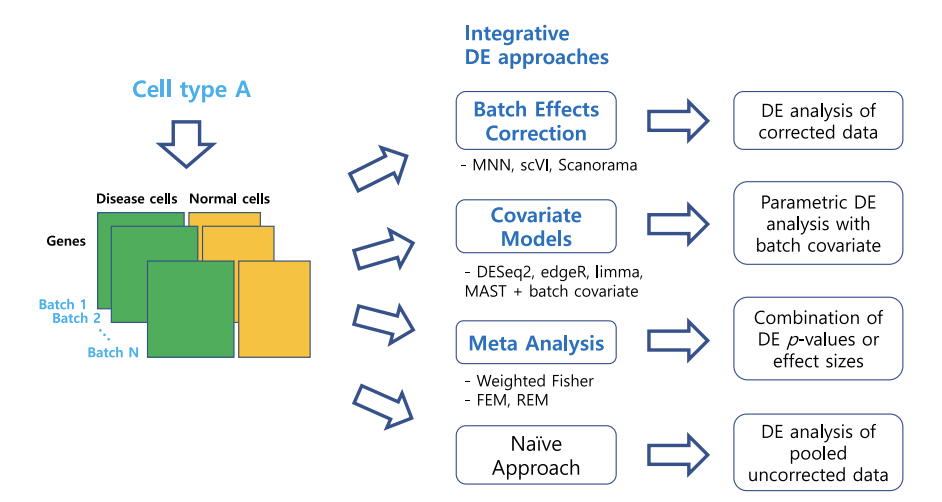 Integrative
DE approaches
Cell type A
Disease cells Normal cells
Genes
Batch 1
Batch 2
Batch N
Batch Effects
Correction
- MNN, scVI, Scanorama
DE analysis of
corrected data
Covariate
Models
- DESeq2, edgeR, limma,
MAST + batch covariate
Parametric DE
analysis with
batch covariate
Meta Analysis
- Weighted Fisher
- FEM, REM
Combination of
DE p-values or
effect sizes
Naïve
Approach
DE analysis of
pooled
uncorrected data